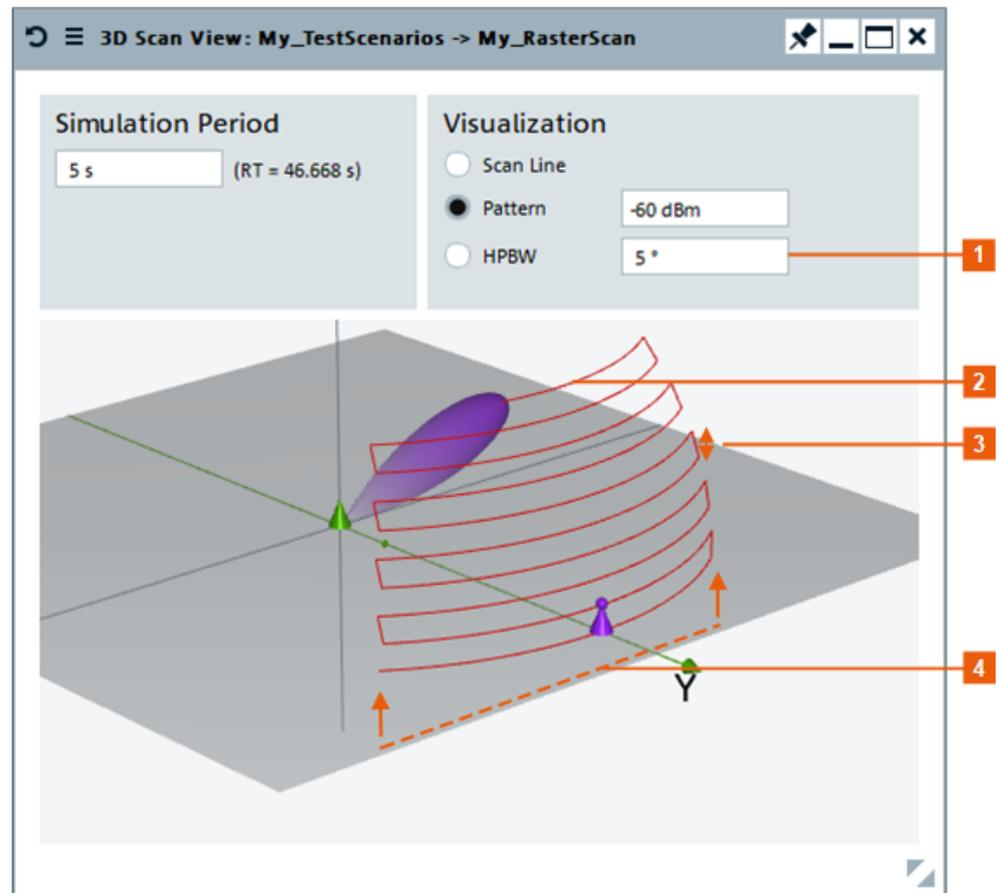 3D Scan View: My_TestScenarios -> My_RasterScan
Simulation Period
5 s (RT = 46.668 s)
Visualization
Scan Line
Pattern -60 dBm
HPBW 5 °
1
2
3
4
Y